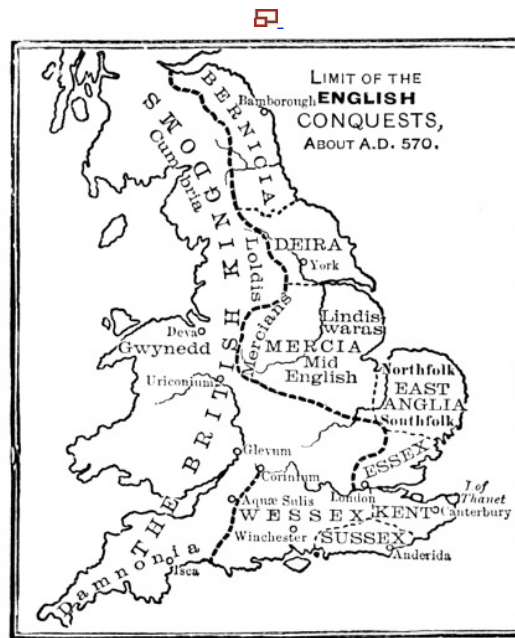 LIMIT OF THE
ENGLISH
CONQUESTS,
ABOUT A.D. 570.
BERNICIA
Bamborough
THE BRITISH KINGDOMS
Cumbria
DEIRA
York
Loidis
Lindis
waras
Mercians
MERCIA
Mid
English
Deva
Gwynedd
Uriconium
Northfolk
EAST
ANGLIA
Southfolk
Glevum
Corinium
ESSEX
London
I of
Thanet
Aquæ Sulis
WESSEX
KENT
Canterbury
Winchester
SUSSEX
Anderida
Damnonia
Isca